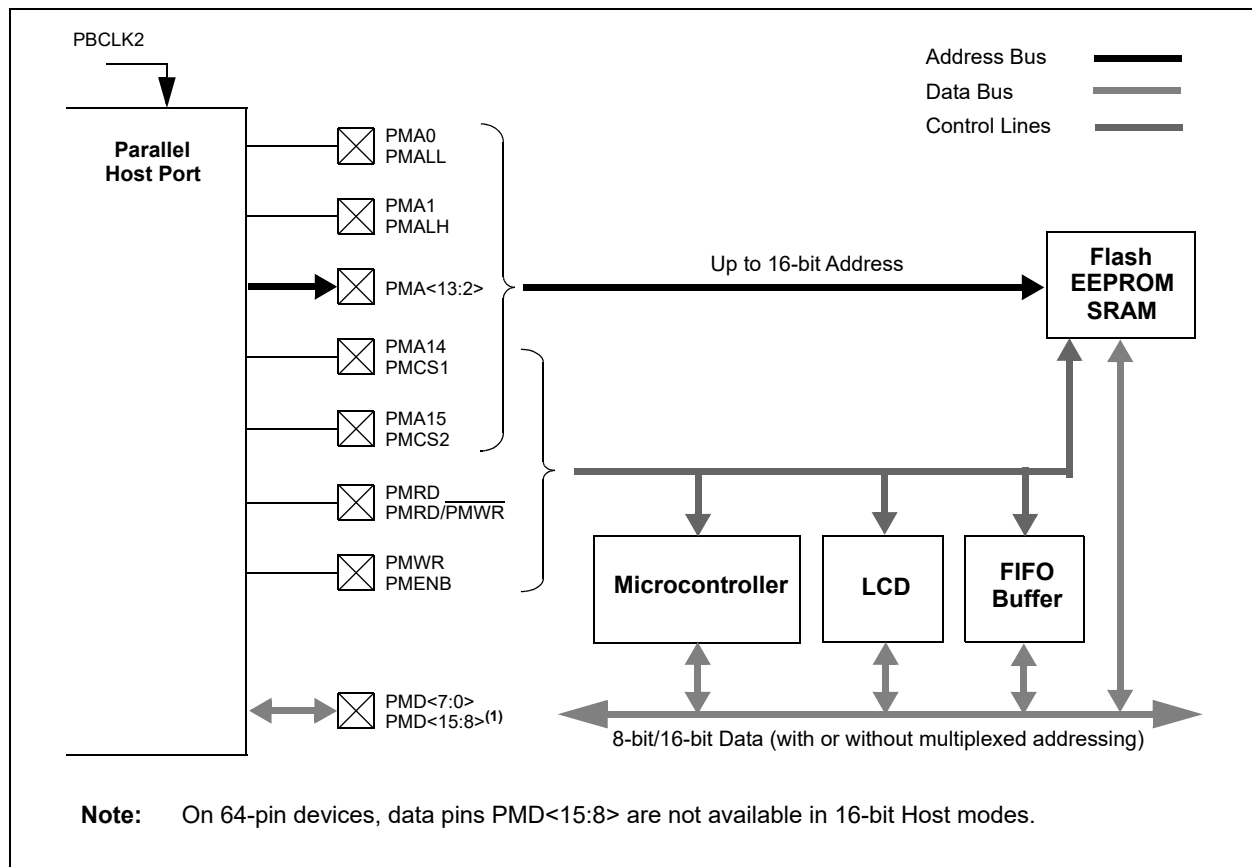 PBCLK2
Address Bus
Data Bus
Control Lines
Parallel
Host Port
PMA0
PMALL
PMA1
PMALH
PMA<13:2>
PMA14
PMCS1
PMA15
PMCS2
PMRD
PMRD/PMWR
PMWR
PMENB
PMD<7:0>
PMD<15:8>(1)
Up to 16-bit Address
Flash
EEPROM
SRAM
Microcontroller
LCD
FIFO
Buffer
8-bit/16-bit Data (with or without multiplexed addressing)
Note: On 64-pin devices, data pins PMD<15:8> are not available in 16-bit Host modes.